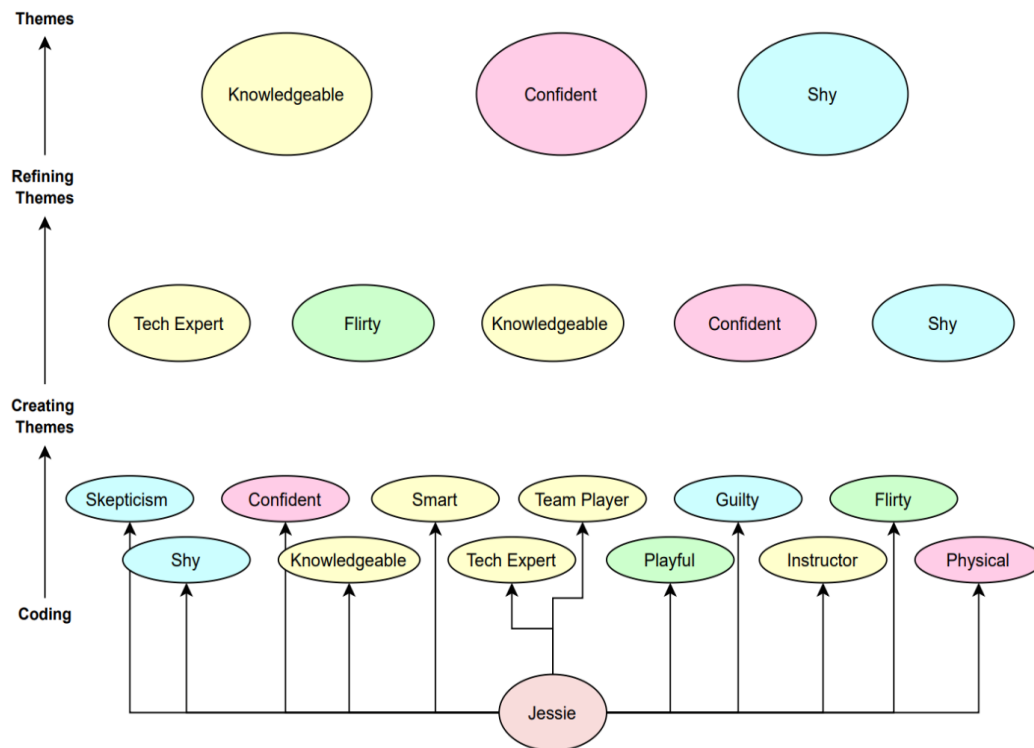 Themes
Knowledgeable
Confident
Shy
Refining
Themes
Tech Expert
Flirty
Knowledgeable
Confident
Shy
Creating
Themes
Skepticism
Confident
Smart
Team Player
Guilty
Flirty
Shy
Knowledgeable
Tech Expert
Playful
Instructor
Physical
Coding
Jessie